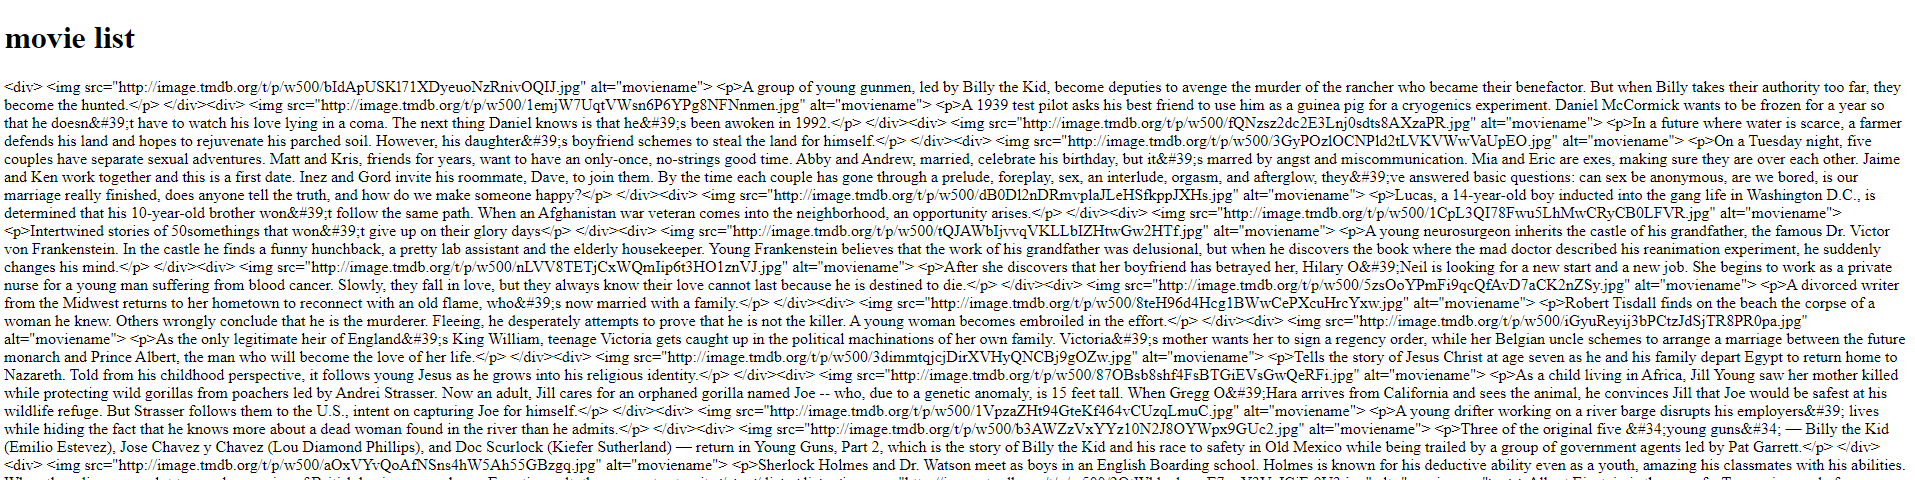 movie list
<div> <img src="http://image.tmdb.org/t/p/w500/bIdApUSK171XDyeuoNzRnivOQIJ.jpg" alt="moviename"> <p>A group of young gunmen, led by Billy the Kid, become deputies to avenge the murder of the rancher who became their benefactor. But when Billy takes their authority too far, they
become the hunted.</p> </div><div> <img src="http://image.tmdb.org/t/p/w500/1emjW7UqtVWsn6P6YPg8NFNnmen.jpg" alt="moviename"> <p>A 1939 test pilot asks his best friend to use him as a guinea pig for a cryogenics experiment. Daniel McCormick wants to be frozen for a year so
that he doesn&#39;t have to watch his love lying in a coma. The next thing Daniel knows is that he&#39;s been awoken in 1992.</p> </div><div> <img src="http://image.tmdb.org/t/p/w500/fQNzsz2dc2E3Lnj0sdts8AXzaPR.jpg" alt="moviename"> <p>In a future where water is scarce, a farmer
defends his land and hopes to rejuvenate his parched soil. However, his daughter&#39;s boyfriend schemes to steal the land for himself.</p> </div><div> <img src="http://image.tmdb.org/t/p/w500/3GyPOzlOCNPld2tLVKVWwVaUpEO.jpg" alt="moviename"> <p>On a Tuesday night, five
couples have separate sexual adventures. Matt and Kris, friends for years, want to have an only-once, no-strings good time. Abby and Andrew, married, celebrate his birthday, but it&#39;s marred by angst and miscommunication. Mia and Eric are exes, making sure they are over each other. Jaime
and Ken work together and this is a first date. Inez and Gord invite his roommate, Dave, to join them. By the time each couple has gone through a prelude, foreplay, sex, an interlude, orgasm, and afterglow, they&#39;ve answered basic questions: can sex be anonymous, are we bored, is our
marriage really finished, does anyone tell the truth, and how do we make someone happy?</p> </div><div> <img src="http://image.tmdb.org/t/p/w500/dB0Dl2nDRmvplaJLeHSfkppJXHs.jpg" alt="moviename"> <p>Lucas, a 14-year-old boy inducted into the gang life in Washington D.C., is
determined that his 10-year-old brother won&#39;t follow the same path. When an Afghanistan war veteran comes into the neighborhood, an opportunity arises.</p> </div><div> <img src="http://image.tmdb.org/t/p/w500/1CpL3QI78Fwu5LhMwCRyCB0LFVR.jpg" alt="moviename">
<p>Intertwined stories of 50somethings that won&#39;t give up on their glory days</p> </div><div> <img src="http://image.tmdb.org/t/p/w500/tQJAWbIjvvqVKLLbIZHtwGw2HTf.jpg" alt="moviename"> <p>A young neurosurgeon inherits the castle of his grandfather, the famous Dr. Victor
von Frankenstein. In the castle he finds a funny hunchback, a pretty lab assistant and the elderly housekeeper. Young Frankenstein believes that the work of his grandfather was delusional, but when he discovers the book where the mad doctor described his reanimation experiment, he suddenly
changes his mind.</p> </div><div> <img src="http://image.tmdb.org/t/p/w500/nLVV8TETjCxWQmIip6t3HO1znVJ.jpg" alt="moviename"> <p>After she discovers that her boyfriend has betrayed her, Hilary O&#39;Neil is looking for a new start and a new job. She begins to work as a private
nurse for a young man suffering from blood cancer. Slowly, they fall in love, but they always know their love cannot last because he is destined to die.</p> </div><div> <img src="http://image.tmdb.org/t/p/w500/5zsOoYPmFi9qcQfAvD7aCK2nZSy.jpg" alt="moviename"> <p>A divorced writer
from the Midwest returns to her hometown to reconnect with an old flame, who&#39;s now married with a family.</p> </div><div> <img src="http://image.tmdb.org/t/p/w500/8teH96d4Hcg1BWwCePXcuHrcYxw.jpg" alt="moviename"> <p>Robert Tisdall finds on the beach the corpse of a
woman he knew. Others wrongly conclude that he is the murderer. Fleeing, he desperately attempts to prove that he is not the killer. A young woman becomes embroiled in the effort.</p> </div><div> <img src="http://image.tmdb.org/t/p/w500/iGyuReyij3bPCtzJdSjTR8PR0pa.jpg"
alt="moviename"> <p>As the only legitimate heir of England&#39;s King William, teenage Victoria gets caught up in the political machinations of her own family. Victoria&#39;s mother wants her to sign a regency order, while her Belgian uncle schemes to arrange a marriage between the future
monarch and Prince Albert, the man who will become the love of her life.</p> </div><div> <img src="http://image.tmdb.org/t/p/w500/3dimmtqjcjDirXVHyQNCBj9gOZw.jpg" alt="moviename"> <p>Tells the story of Jesus Christ at age seven as he and his family depart Egypt to return home to
Nazareth. Told from his childhood perspective, it follows young Jesus as he grows into his religious identity.</p> </div><div> <img src="http://image.tmdb.org/t/p/w500/87OBsb8shf4FsBTGiEVsGwQeRFi.jpg" alt="moviename"> <p>As a child living in Africa, Jill Young saw her mother killed
while protecting wild gorillas from poachers led by Andrei Strasser. Now an adult, Jill cares for an orphaned gorilla named Joe -- who, due to a genetic anomaly, is 15 feet tall. When Gregg O&#39;Hara arrives from California and sees the animal, he convinces Jill that Joe would be safest at his
wildlife refuge. But Strasser follows them to the U.S., intent on capturing Joe for himself.</p> </div><div> <img src="http://image.tmdb.org/t/p/w500/1VpzaZHt94GteKf464vCUzqLmuC.jpg" alt="moviename"> <p>A young drifter working on a river barge disrupts his employers&#39; lives
while hiding the fact that he knows more about a dead woman found in the river than he admits.</p> </div><div> <img src="http://image.tmdb.org/t/p/w500/b3AWZzVxYYz10N2J8OYWpx9GUc2.jpg" alt="moviename"> <p>Three of the original five &#34;young guns&#34; — Billy the Kid
(Emilio Estevez), Jose Chavez y Chavez (Lou Diamond Phillips), and Doc Scurlock (Kiefer Sutherland) — return in Young Guns, Part 2, which is the story of Billy the Kid and his race to safety in Old Mexico while being trailed by a group of government agents led by Pat Garrett.</p> </div>
<div> <img src="http://image.tmdb.org/t/p/w500/aOxVYvQoAfNSns4hW5Ah55GBzgq.jpg" alt="moviename"> <p>Sherlock Holmes and Dr. Watson meet as boys in an English Boarding school. Holmes is known for his deductive ability even as a youth, amazing his classmates with his abilities.